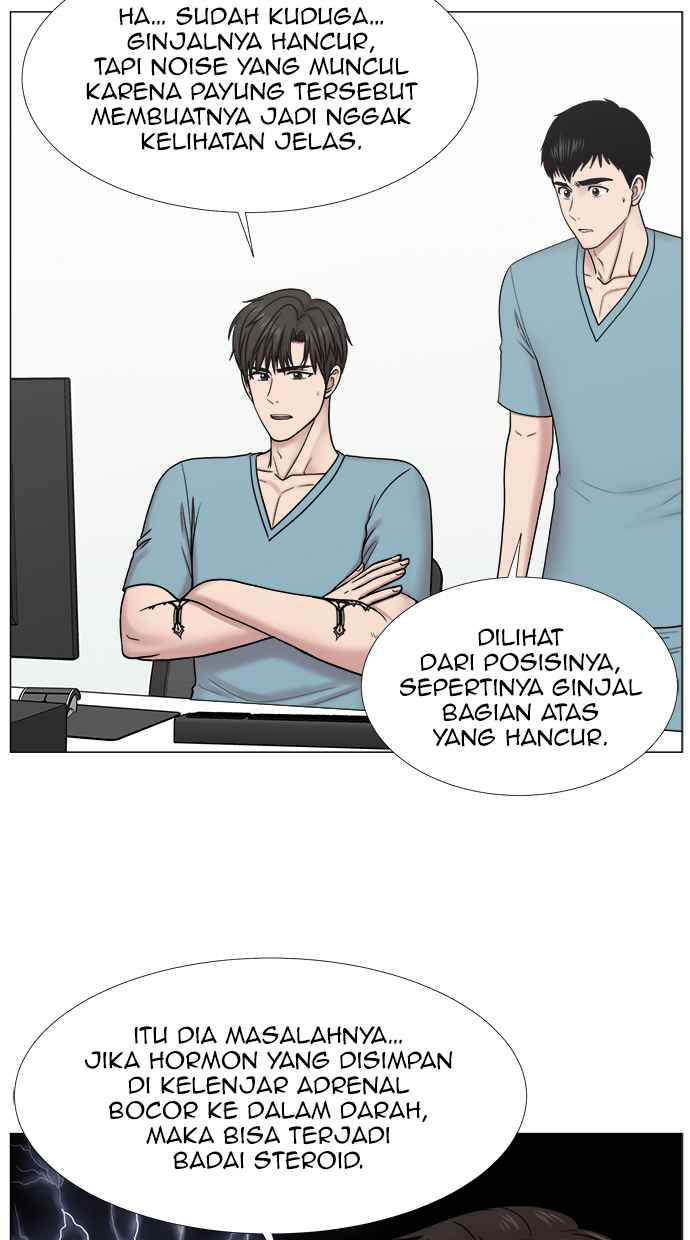 HA... SUDAH KUDUGA...
GINJALNYA HANCUR,
TAPI NOISE YANG MUNCUL
KARENA PAYUNG TERSEBUT
MEMBUATNYA JADI NGGAK
KELIHATAN JELAS.
DILIHAT
DARI POSISINYA,
SEPERTINYA GINJAL
BAGIAN ATAS
YANG HANCUR.
ITU DIA MASALAHNYA...
JIKA HORMON YANG DISIMPAN
DI KELENJAR ADRENAL
BOCOR KE DALAM DARAH,
MAKA BISA TERJADI
BADAI STEROID.